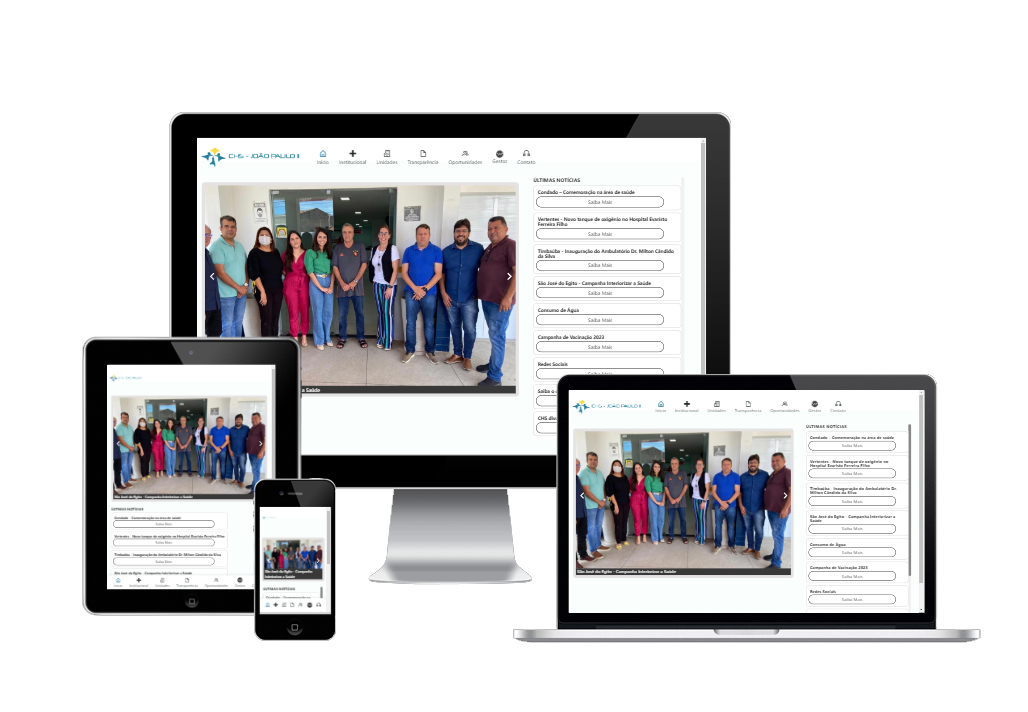 CHS - JOÃO PAULO II
Início
Institucional
Unidades
Transparência
Oportunidades
Gestor
Contato
ÚLTIMAS NOTÍCIAS
Condado – Comemoração na área de saúde
Saiba Mais
Vertentes - Novo tanque de oxigênio no Hospital Evaristo
Ferreira Filho
Saiba Mais
Timbaúba - Inauguração do Ambulatório Dr. Milton Cândido
da Silva
Saiba Mais
São José do Egito - Campanha Interiorizar a Saúde
Saiba Mais
Consumo de Água
Saiba Mais
Campanha de Vacinação 2023
Saiba Mais
Redes Sociais
Saiba o
CHS div
a Saúde
CHS - JOÃO PAULO II
São José do Egito - Campanha Interiorizar a Saúde
ÚLTIMAS NOTÍCIAS
Condado - Comemoração na área de saúde
Saiba Mais
Vertentes - Novo tanque de oxigênio no Hospital Evaristo Ferreira Filho
Saiba Mais
Timbaúba - Inauguração do Ambulatório Dr. Milton Cândido da Silva
Saiba Mais
São José do Egito - Campanha Interiorizar a Saúde
Início
Institucional
Unidades
Transparência
Oportunidades
Gestor
São José do Egito - Campanha
Interiorizar a Saúde
ÚLTIMAS NOTÍCIAS
CHS - JOÃO PAULO II
Início
Institucional
Unidades
Transparência
Oportunidades
Gestor
Contato
São José do Egito - Campanha Interiorizar a Saúde
ÚLTIMAS NOTÍCIAS
Condado - Comemoração na área de saúde
Saiba Mais
Vertentes - Novo tanque de oxigênio no
Hospital Evaristo Ferreira Filho
Saiba Mais
Timbaúba - Inauguração do Ambulatório Dr.
Milton Cândido da Silva
Saiba Mais
São José do Egito - Campanha Interiorizar a
Saúde
Saiba Mais
Consumo de Água
Saiba Mais
Campanha de Vacinação 2023
Saiba Mais
Redes Sociais
Saiba Mais